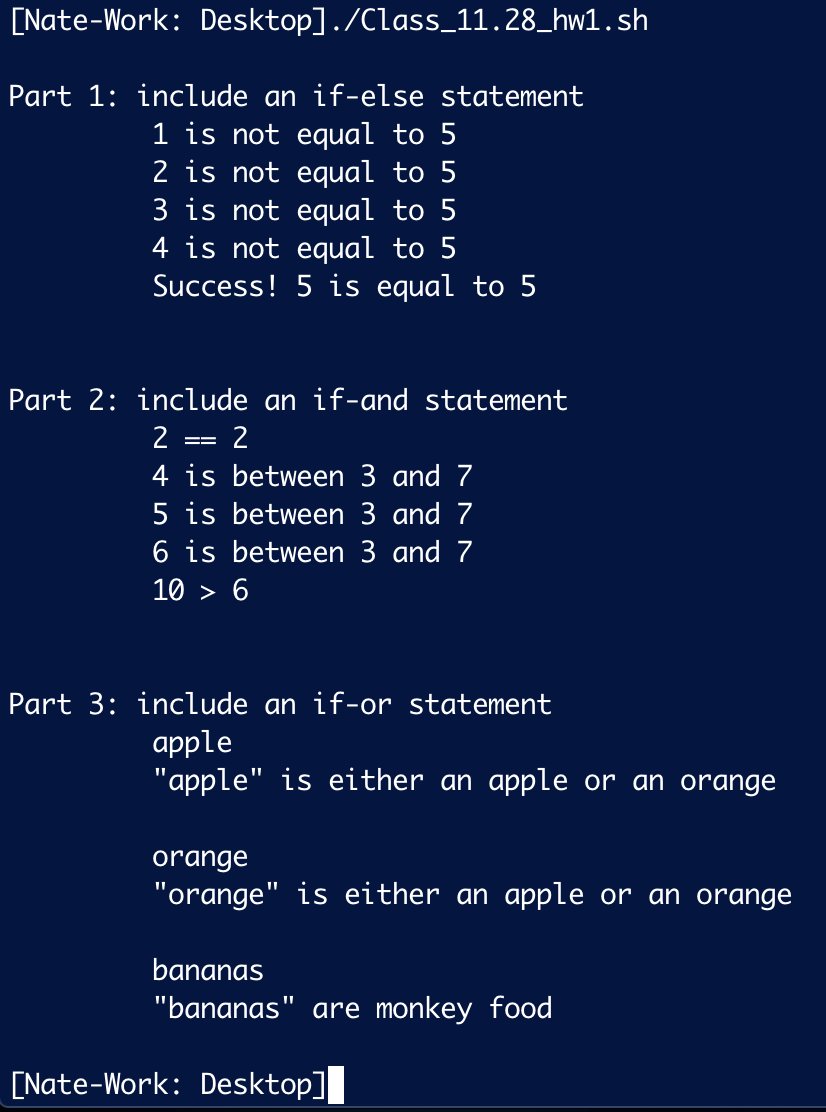 [Nate-Work: Desktop]./Class_11.28_hw1.sh
Part 1: include an if-else statement
1 is not equal to 5
2 is not equal to 5
3 is not equal to 5
4 is not equal to 5
Success! 5 is equal to 5
Part 2: include an if-and statement
2 == 2
4 is between 3 and 7
5 is between 3 and 7
6 is between 3 and 7
10 > 6
Part 3: include an if-or statement
apple
"apple" is either an apple or an orange
orange
"orange" is either an apple or an orange
bananas
"bananas" are monkey food
[Nate-Work: Desktop]